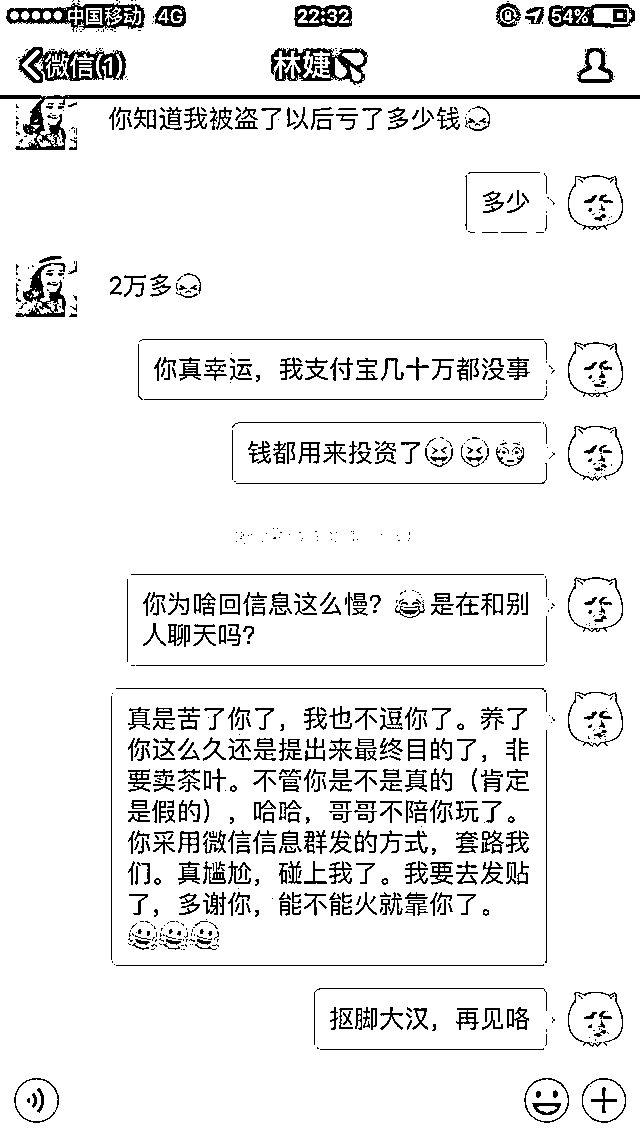 中国移动 4G 22:32 54%
微信(1) 林婕
你知道我被盗了以后亏了多少钱
多少
2万多
你真幸运，我支付宝几十万都没事
钱都用来投资了
你为啥回信息这么慢？😂是在和别
人聊天吗？
真是苦了你了，我也不逗你了。养了
你这么久还是提出来最终目的了，非
要卖茶叶。不管你是不是真的（肯定
是假的），哈哈，哥哥不陪你玩了。
你采用微信信息群发的方式，套路我
们。真尴尬，碰上我了。我要去发贴
了，多谢你，能不能火就靠你了。
抠脚大汉，再见咯